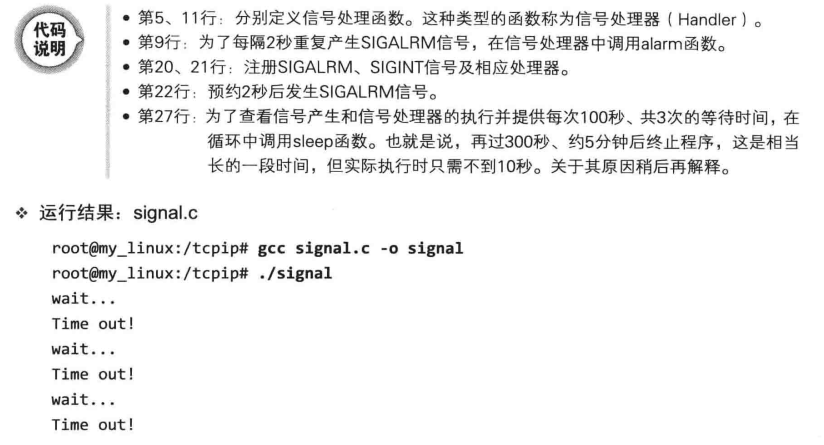 代码
说明
● 第5、11行：分别定义信号处理函数。这种类型的函数称为信号处理器（Handler）。
● 第9行：为了每隔2秒重复产生SIGALRM信号，在信号处理器中调用alarm函数。
● 第20、21行：注册SIGALRM、SIGINT信号及相应处理器。
● 第22行：预约2秒后发生SIGALRM信号。
● 第27行：为了查看信号产生和信号处理器的执行并提供每次100秒、共3次的等待时间，在
循环中调用sleep函数。也就是说，再过300秒、约5分钟后终止程序，这是相当
长的一段时间，但实际执行时只需不到10秒。关于其原因稍后再解释。
❖ 运行结果：signal.c
root@my_linux:/tcpip# gcc signal.c -o signal
root@my_linux:/tcpip# ./signal
wait...
Time out!
wait...
Time out!
wait...
Time out!